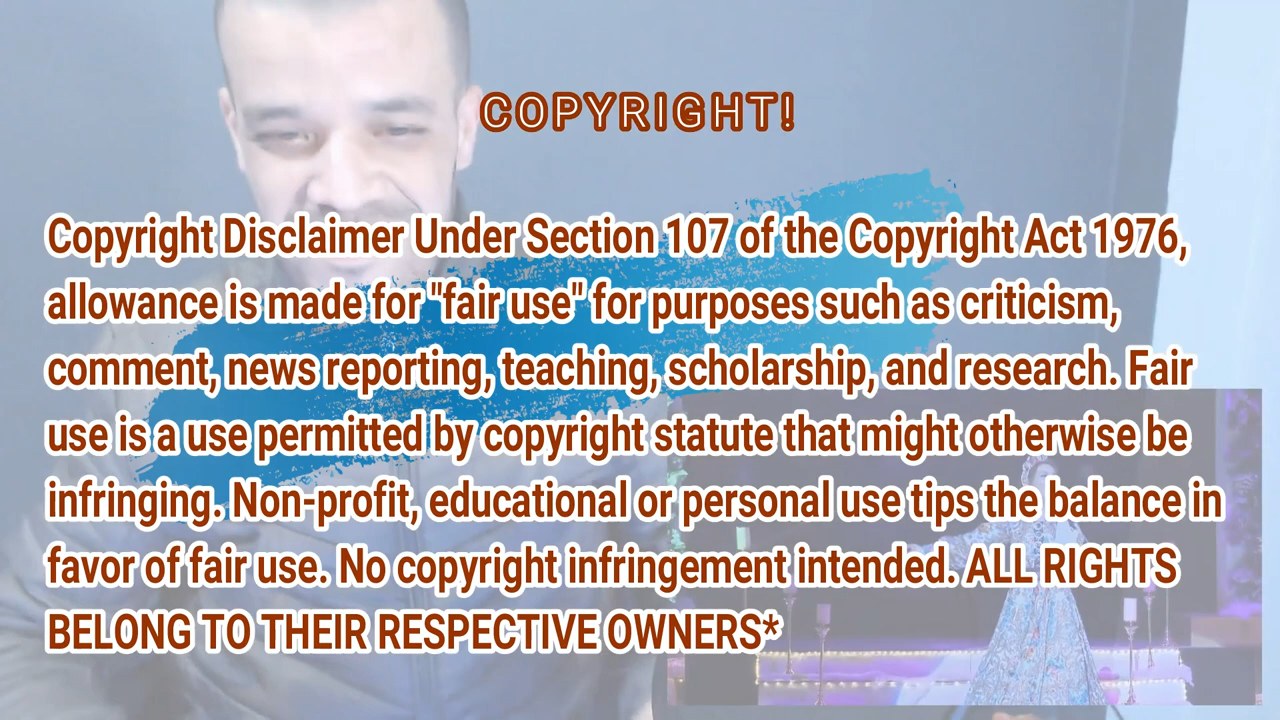 COPYRIGHT!
Copyright Disclaimer Under Section 107 of the Copyright Act 1976,
allowance is made for "fair use" for purposes such as criticism,
comment, news reporting, teaching, scholarship, and research. Fair
use is a use permitted by copyright statute that might otherwise be
infringing. Non-profit, educational or personal use tips the balance in
favor of fair use. No copyright infringement intended. ALL RIGHTS
BELONG TO THEIR RESPECTIVE OWNERS*